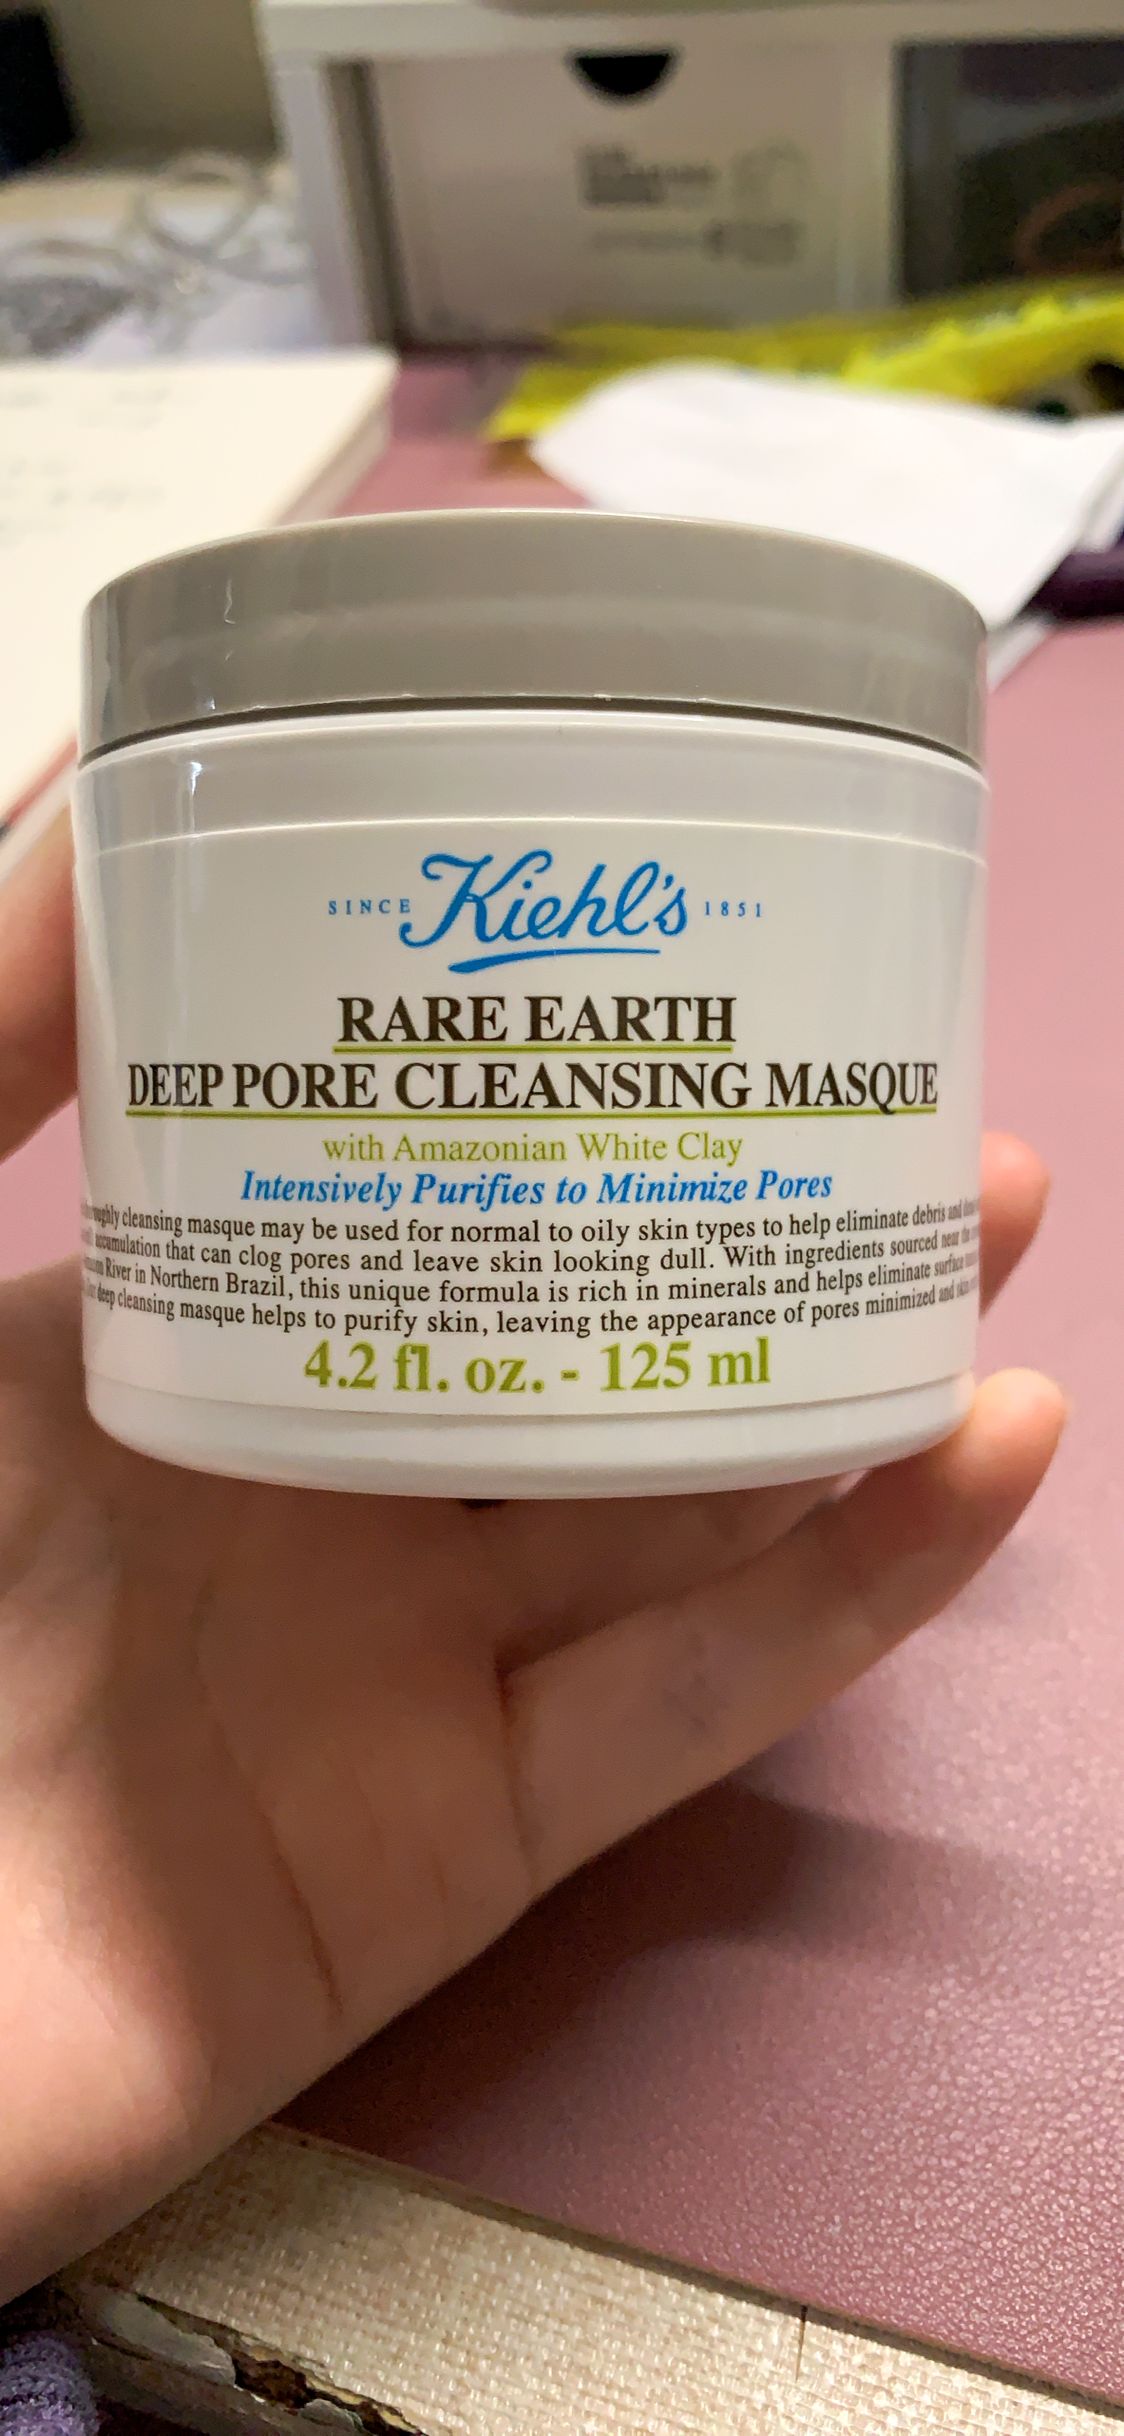 SINCE Kiehl's 1851
RARE EARTH
DEEP PORE CLEANSING MASQUE
with Amazonian White Clay
Intensively Purifies to Minimize Pores
cleansing masque may be used for normal to oily skin types to help eliminate debris and
accumulation that can clog pores and leave skin looking dull. With ingredients sourced near the
River in Northern Brazil, this unique formula is rich in minerals and helps eliminate surface
deep cleansing masque helps to purify skin, leaving the appearance of pores minimized and
4.2 fl. oz. - 125 ml